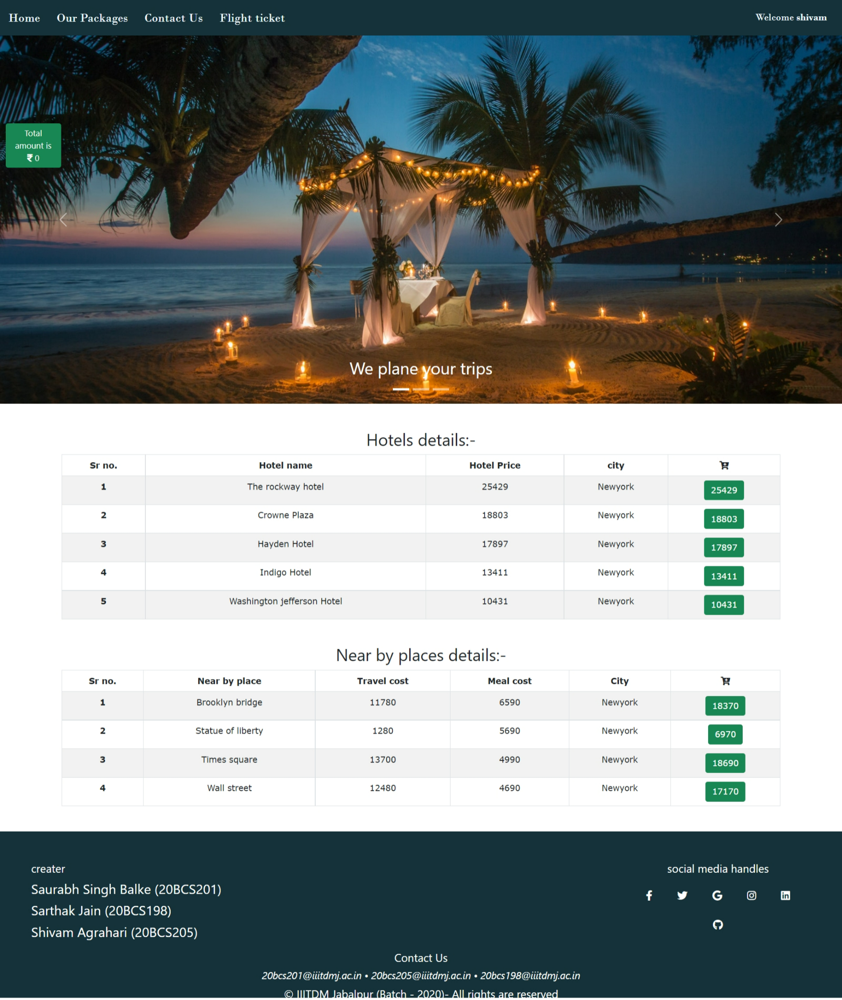 Home Our Packages Contact Us Flight ticket Welcome shivam
Total
amount is
₹ 0
We plane your trips
Hotels details:-
Sr no. Hotel name Hotel Price city
1 The rockway hotel 25429 Newyork 25429
2 Crowne Plaza 18803 Newyork 18803
3 Hayden Hotel 17897 Newyork 17897
4 Indigo Hotel 13411 Newyork 13411
5 Washington jefferson Hotel 10431 Newyork 10431
Near by places details:-
Sr no. Near by place Travel cost Meal cost City
1 Brooklyn bridge 11780 6590 Newyork 18370
2 Statue of liberty 1280 5690 Newyork 6970
3 Times square 13700 4990 Newyork 18690
4 Wall street 12480 4690 Newyork 17170
creater social media handles
Saurabh Singh Balke (20BCS201)
Sarthak Jain (20BCS198)
Shivam Agrahari (20BCS205)
Contact Us
20bcs201@iiitdmj.ac.in • 20bcs205@iiitdmj.ac.in • 20bcs198@iiitdmj.ac.in
© IIITDM Jabalpur (Batch - 2020)- All rights are reserved